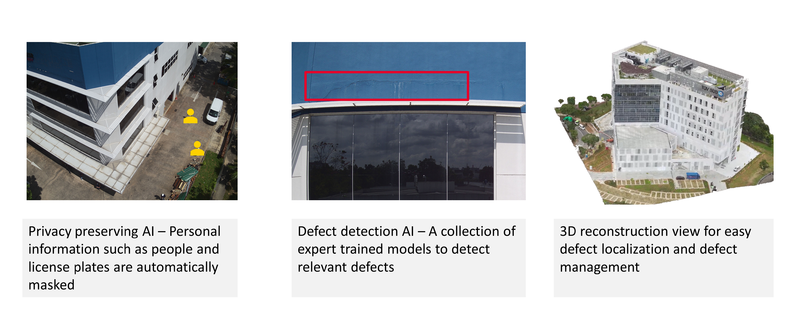 Privacy preserving AI – Personal
information such as people and
license plates are automatically
masked
Defect detection AI – A collection of
expert trained models to detect
relevant defects
3D reconstruction view for easy
defect localization and defect
management